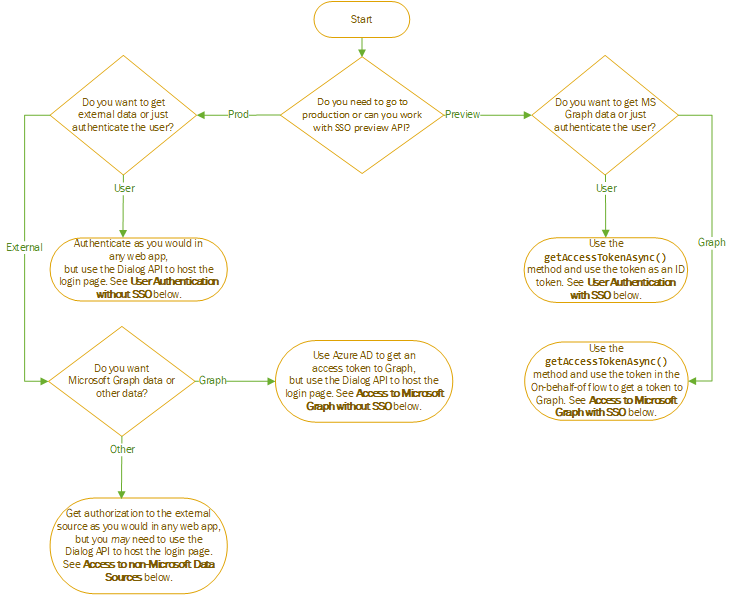 Start
Do you need to go to
production or can you work
with SSO preview API?
Prod
Preview
Do you want to get
external data or just
authenticate the user?
Do you want to get MS
Graph data or just
authenticate the user?
User
User
External
Graph
Authenticate as you would in
any web app,
but use the Dialog API to host the
login page. See User Authentication
without SSO below.
Use the
getAccessTokenAsync()
method and use the token as an ID
token. See User Authentication
with SSO below.
Do you want
Microsoft Graph data or
other data?
Graph
Use Azure AD to get an
access token to Graph,
but use the Dialog API to host the
login page. See Access to Microsoft
Graph without SSO below.
Use the
getAccessTokenAsync()
method and use the token in the
On-behalf-of flow to get a token to
Graph. See Access to Microsoft
Graph with SSO below.
Other
Get authorization to the external
source as you would in any web app,
but you may need to use the
Dialog API to host the login page.
See Access to non-Microsoft Data
Sources below.